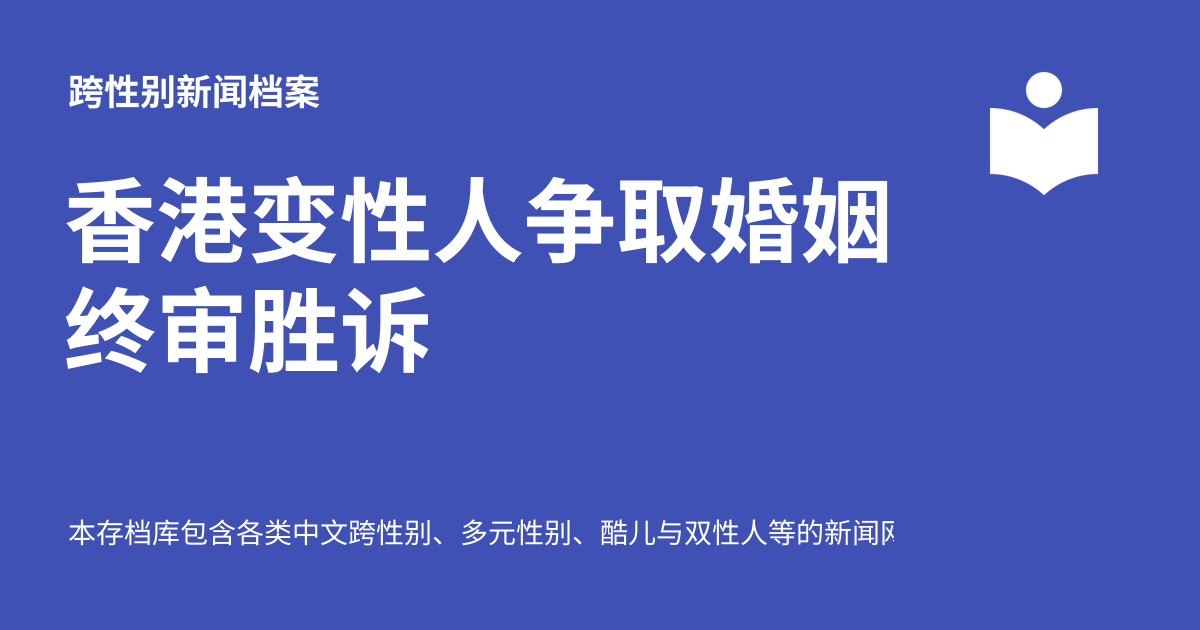 跨性别新闻档案
香港变性人争取婚姻
终审胜诉
本存档库包含各类中文跨性别、多元性别、酷儿与双性人等的新闻